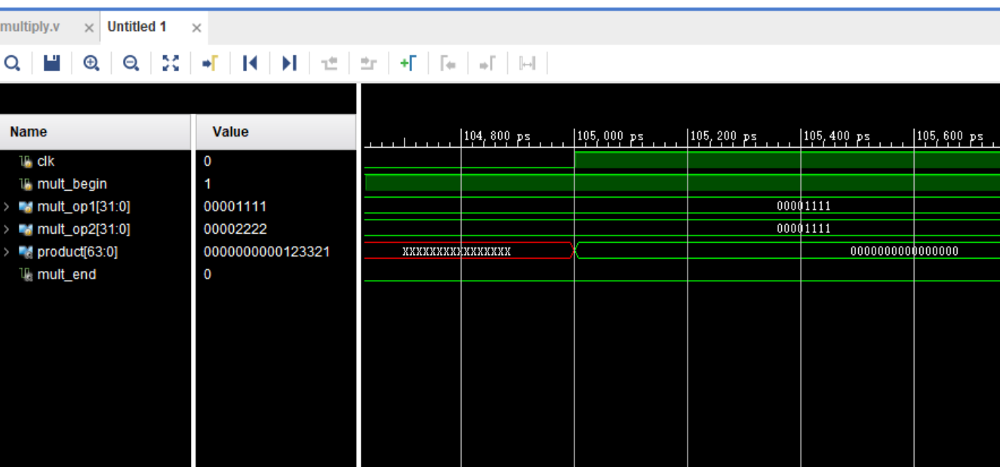 multiply.v × Untitled 1 ×
Name Value
104,800 ps 105,000 ps 105,200 ps 105,400 ps 105,600 ps
clk 0
mult_begin 1
mult_op1[31:0] 00001111 00001111
mult_op2[31:0] 00002222 00001111
product[63:0] 0000000000123321 XXXXXXXXXXXXXXXX 0000000000000000
mult_end 0